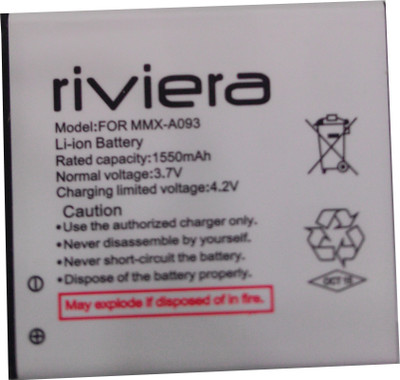 riviera
Model:FOR MMX-A093
Li-ion Battery
Rated capacity:1550mAh
Normal voltage:3.7V
Charging limited voltage:4.2V
Caution
•Use the authorized charger only.
•Never disassemble by yourself.
•Never short-circuit the battery
•Dispose of the battery properly.
May explode if disposed of in fire.
OCT